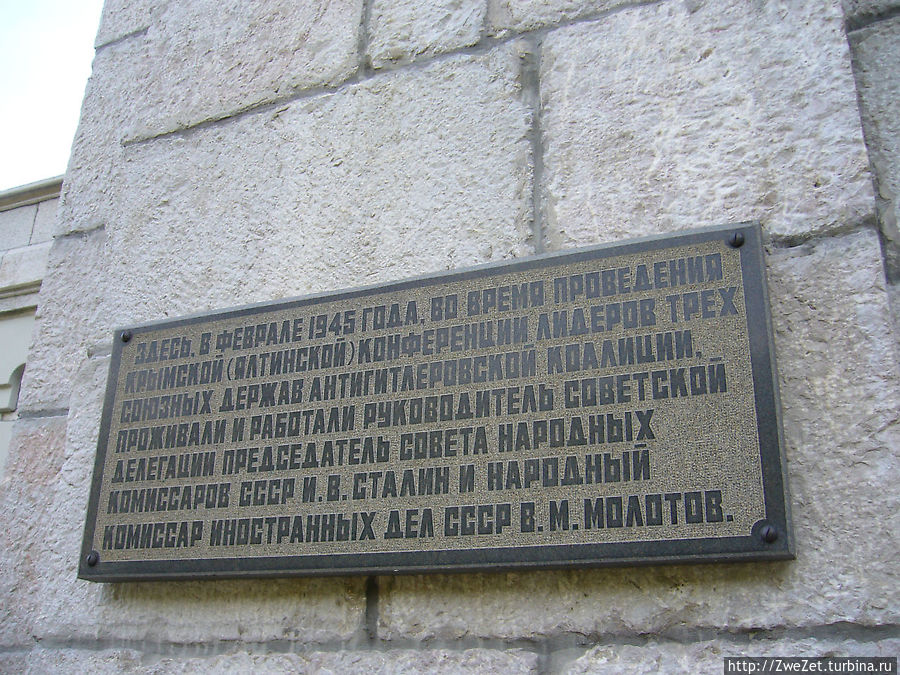 ЗДЕСЬ, В ФЕВРАЛЕ 1945 ГОДА, ВО ВРЕМЯ ПРОВЕДЕНИЯ
КРЫМСКОЙ (ЯЛТИНСКОЙ) КОНФЕРЕНЦИИ ЛИДЕРОВ ТРЕХ
СОЮЗНЫХ ДЕРЖАВ АНТИГИТЛЕРОВСКОЙ КОАЛИЦИИ,
ПРОЖИВАЛИ И РАБОТАЛИ РУКОВОДИТЕЛЬ СОВЕТСКОЙ
ДЕЛЕГАЦИИ ПРЕДСЕДАТЕЛЬ СОВЕТА НАРОДНЫХ
КОМИССАРОВ СССР И.В. СТАЛИН И НАРОДНЫЙ
КОМИССАР ИНОСТРАННЫХ ДЕЛ СССР В.М. МОЛОТОВ.
http://ZweZet.turbina.ru/